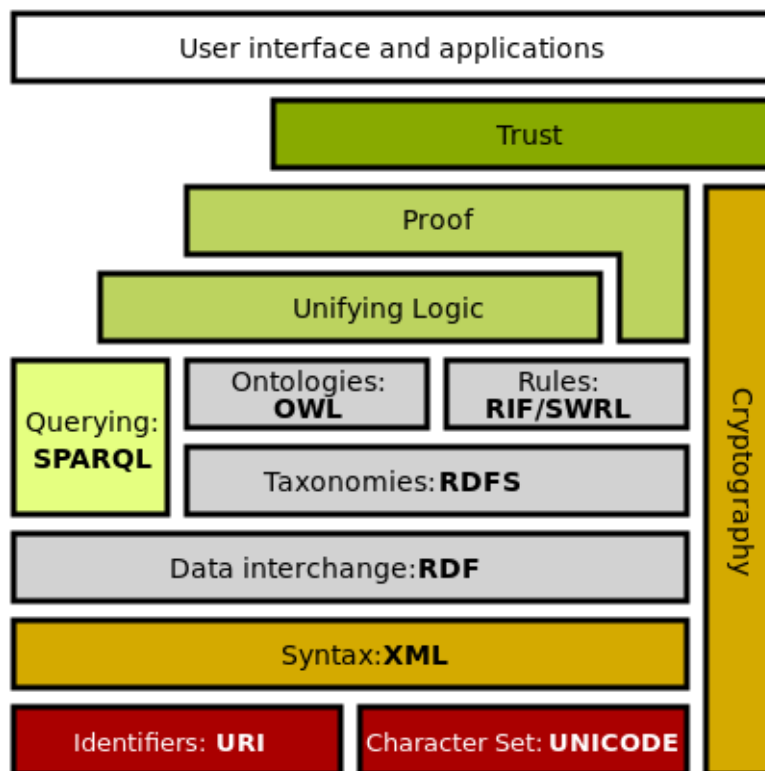 User interface and applications
Trust
Proof
Unifying Logic
Querying:
SPARQL
Ontologies:
OWL
Rules:
RIF/SWRL
Taxonomies: RDFS
Data interchange:RDF
Syntax:XML
Identifiers: URI
Character Set: UNICODE
Cryptography